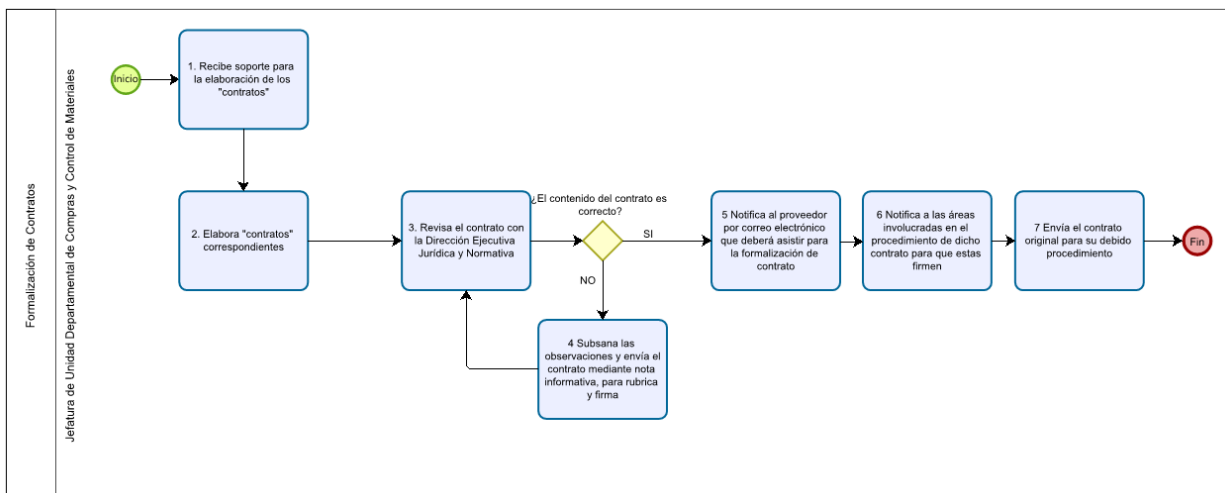 Formalización de Contratos
Jefatura de Unidad Departamental de Compras y Control de Materiales
Inicio
1. Recibe soporte para
la elaboración de los
"contratos"
2. Elabora "contratos"
correspondientes
3. Revisa el contrato con
la Dirección Ejecutiva
Jurídica y Normativa
¿El contenido del contrato es
correcto?
SI
NO
4 Subsana las
observaciones y envía el
contrato mediante nota
informativa, para rubrica
y firma
5 Notifica al proveedor
por correo electrónico
que deberá asistir para
la formalización de
contrato
6 Notifica a las áreas
involucradas en el
procedimiento de dicho
contrato para que estas
firmen
7 Envía el contrato
original para su debido
procedimiento
Fin